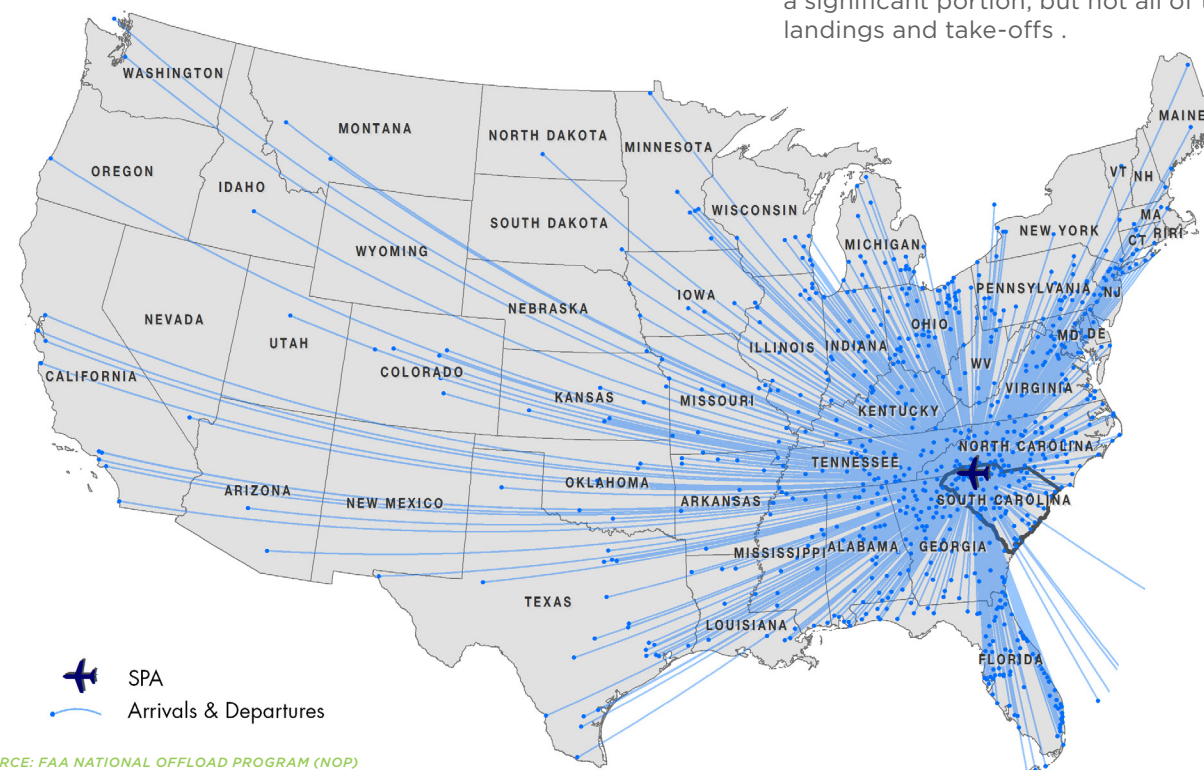 a significant portion, but not all of
landings and take-offs .
WASHINGTON
MONTANA
NORTH DAKOTA
MINNESOTA
MAINE
OREGON
IDAHO
VT NH
WISCONSIN
SOUTH DAKOTA
MICHIGAN
NEW YORK
MA
CT RIRI
WYOMING
NEBRASKA
IOWA
PENNSYLVANIA
NJ
NEVADA
UTAH
ILLINOIS
INDIANA
OHIO
MD DE
WV
CALIFORNIA
COLORADO
KANSAS
MISSOURI
VIRGINIA
KENTUCKY
NORTH CAROLINA
TENNESSEE
ARIZONA
NEW MEXICO
OKLAHOMA
ARKANSAS
SOUTH CAROLINA
MISSISSIPPI
ALABAMA
GEORGIA
TEXAS
LOUISIANA
FLORIDA
SPA
Arrivals & Departures
RCE: FAA NATIONAL OFFLOAD PROGRAM (NOP)